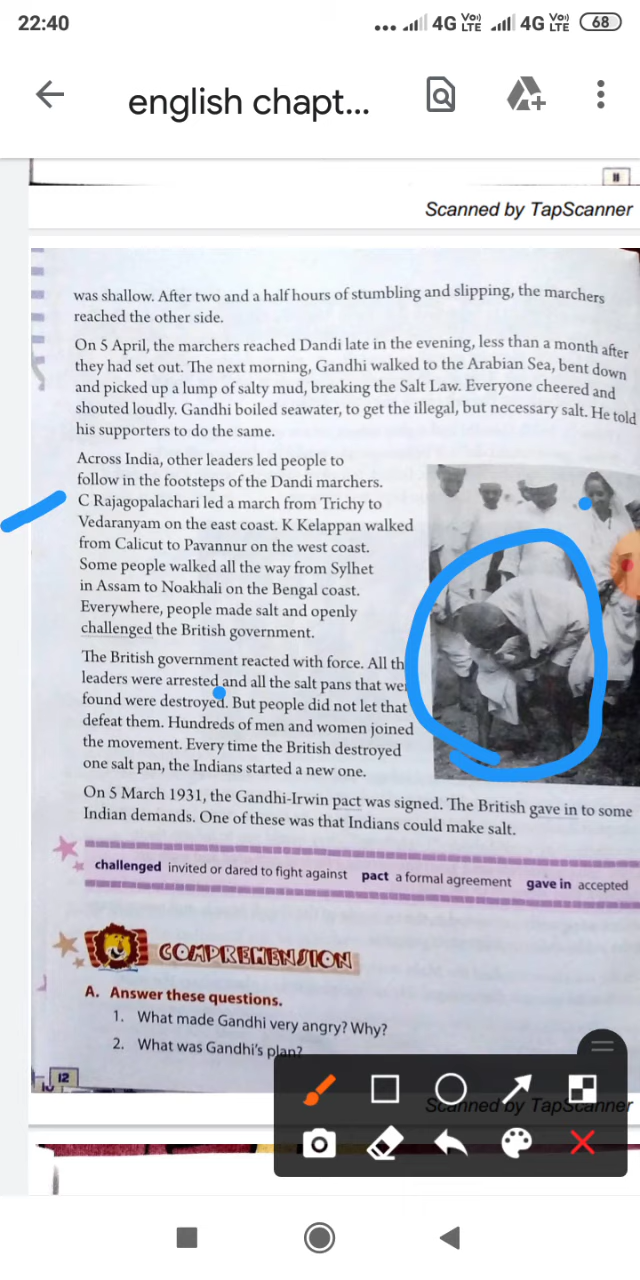 22:40
4G VoLTE 4G VoLTE 68
english chapt...
11
Scanned by TapScanner
was shallow. After two and a half hours of stumbling and slipping, the marchers
reached the other side.
On 5 April, the marchers reached Dandi late in the evening, less than a month after
they had set out. The next morning, Gandhi walked to the Arabian Sea, bent down
and picked up a lump of salty mud, breaking the Salt Law. Everyone cheered and
shouted loudly. Gandhi boiled seawater, to get the illegal, but necessary salt. He told
his supporters to do the same.
Across India, other leaders led people to
follow in the footsteps of the Dandi marchers.
C Rajagopalachari led a march from Trichy to
Vedaranyam on the east coast. K Kelappan walked
from Calicut to Pavannur on the west coast.
Some people walked all the way from Sylhet
in Assam to Noakhali on the Bengal coast.
Everywhere, people made salt and openly
challenged the British government.
The British government reacted with force. All th
leaders were arrested and all the salt pans that wer
found were destroyed. But people did not let that
defeat them. Hundreds of men and women joined
the movement. Every time the British destroyed
one salt pan, the Indians started a new one.
On 5 March 1931, the Gandhi-Irwin pact was signed. The British gave in to some
Indian demands. One of these was that Indians could make salt.
challenged invited or dared to fight against pact a formal agreement gave in accepted
COMPREHENSION
A. Answer these questions.
1. What made Gandhi very angry? Why?
2. What was Gandhi's plan?
12
Scanned by TapScanner